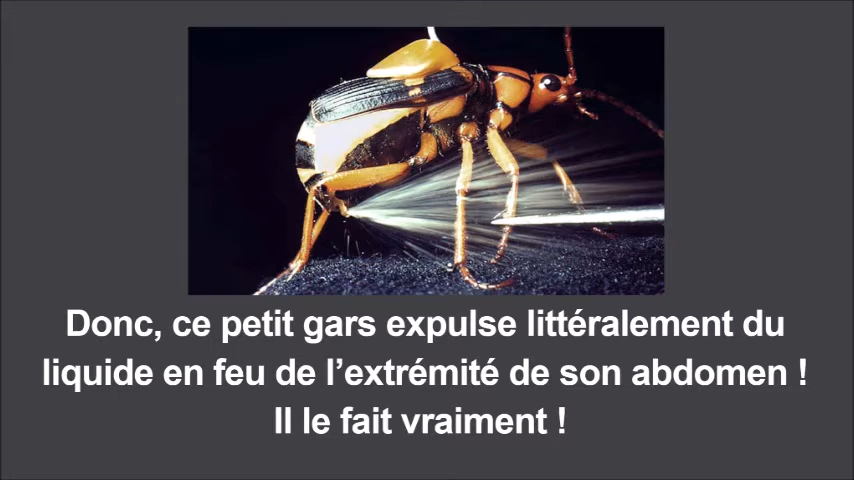 Donc, ce petit gars expulse littéralement du
liquide en feu de l’extrémité de son abdomen !
Il le fait vraiment !